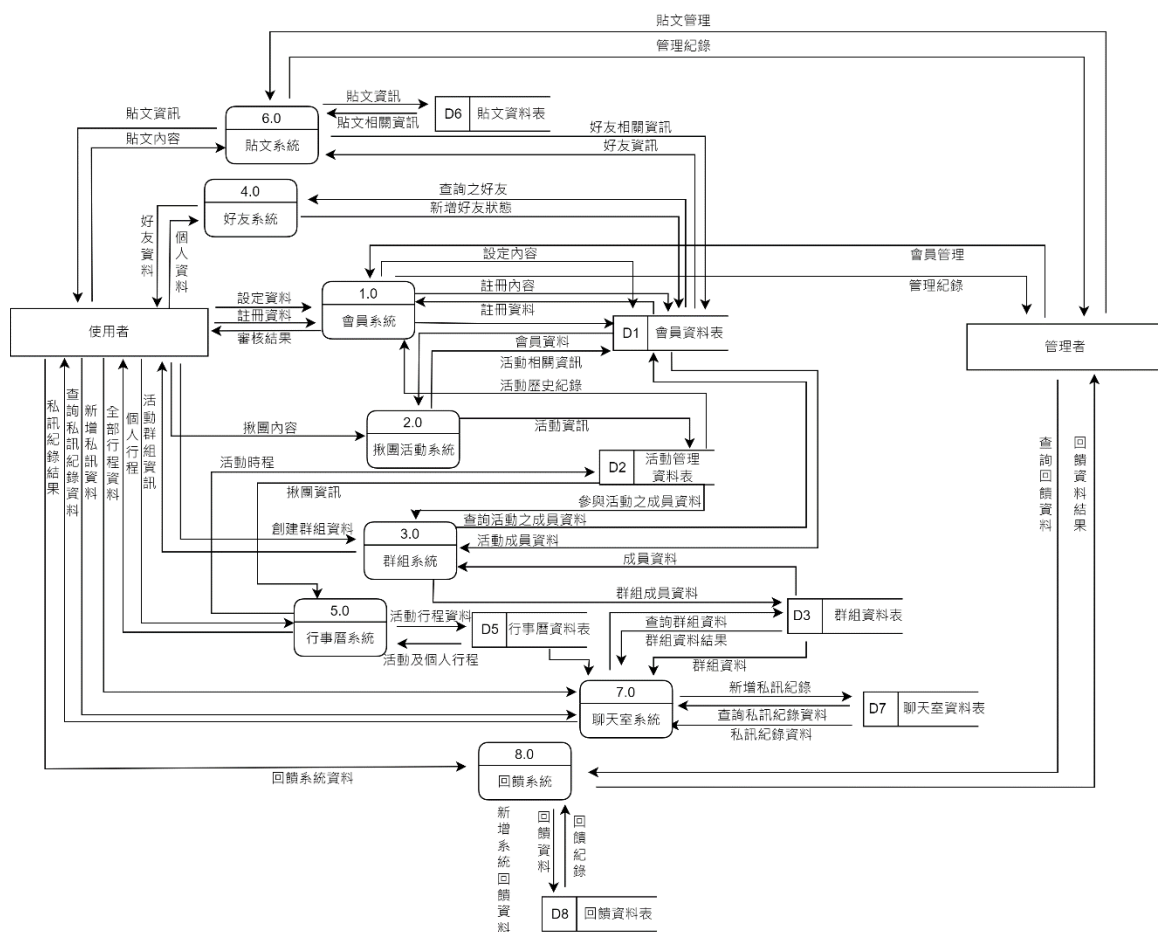 貼文管理
管理紀錄
貼文資訊
貼文內容
6.0
貼文系統
貼文資訊
貼文相關資訊
D6
貼文資料表
好友相關資訊
好友資訊
4.0
好友系統
查詢之好友
新增好友狀態
好友資料
個人資料
設定內容
會員管理
管理紀錄
1.0
會員系統
註冊內容
註冊資料
設定資料
註冊資料
審核結果
使用者
D1
會員資料表
管理者
會員資料
活動相關資訊
活動歷史紀錄
2.0
揪團活動系統
揪團內容
活動資訊
D2
活動管理
資料表
活動時程
揪團資訊
參與活動之成員資料
查詢活動之成員資料
活動成員資料
3.0
群組系統
創建群組資料
成員資料
群組成員資料
私訊紀錄結果
查詢私訊紀錄資料
新增私訊資料
全部行程資料
個人行程
活動群組資訊
查詢回饋資料
回饋資料結果
5.0
行事曆系統
活動行程資料
活動及個人行程
D5
行事曆資料表
D3
群組資料表
查詢群組資料
群組資料結果
群組資料
7.0
聊天室系統
新增私訊紀錄
查詢私訊紀錄資料
私訊紀錄資料
D7
聊天室資料表
8.0
回饋系統
回饋系統資料
新增系統回饋資料
回饋資料
回饋紀錄
D8
回饋資料表